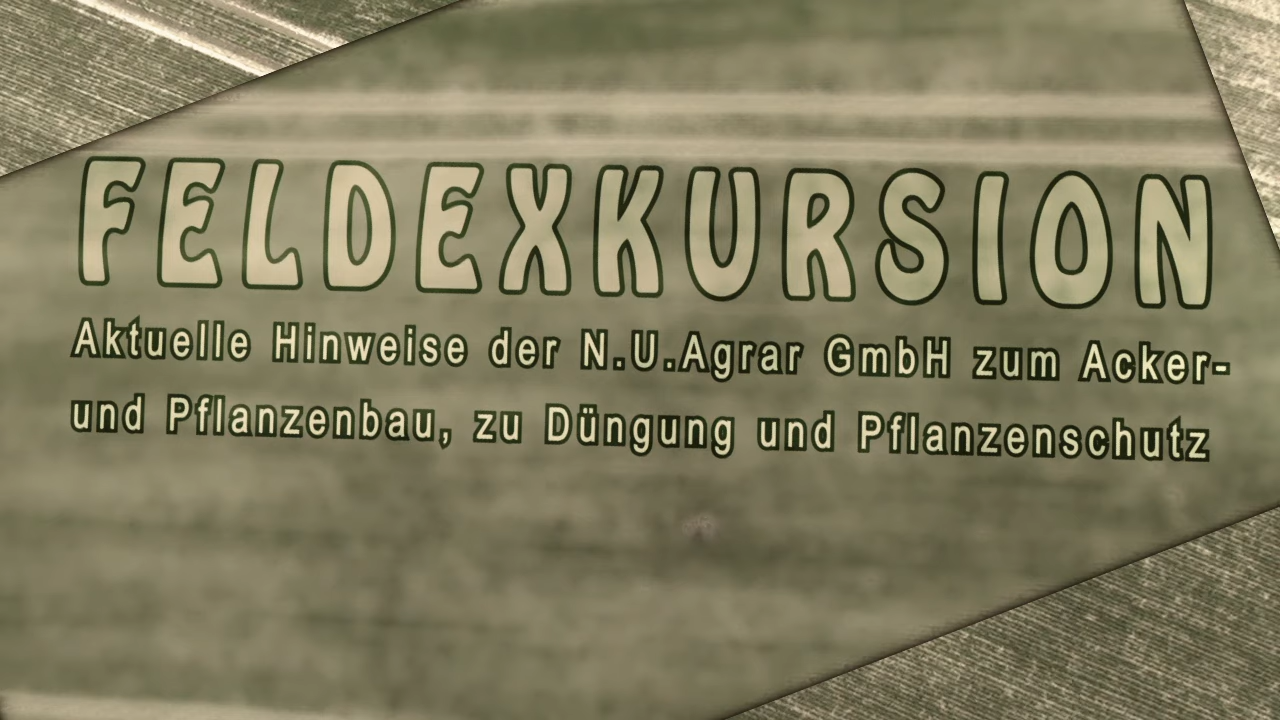 FELDEXKURSION
Aktuelle Hinweise der N.U.Agrar GmbH zum Acker-
und Pflanzenbau, zu Düngung und Pflanzenschutz